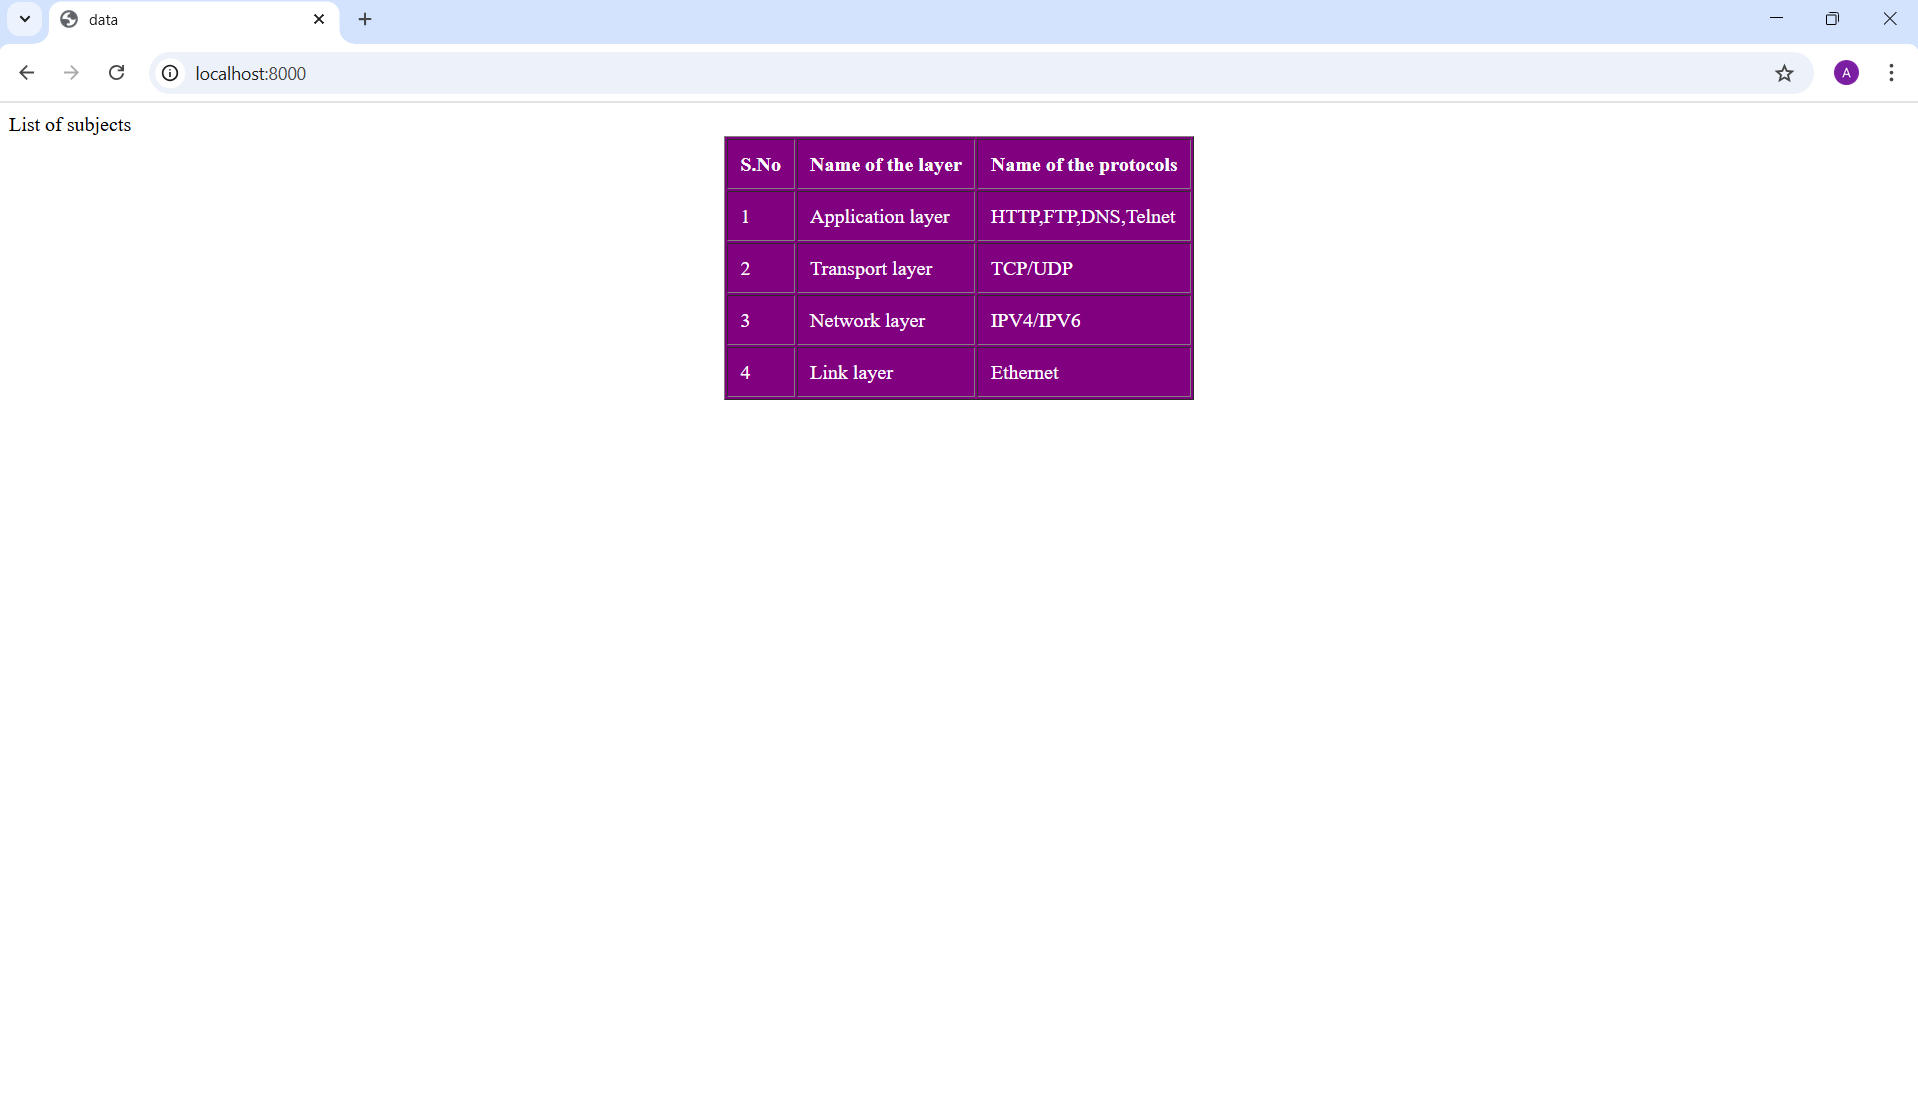 data
localhost:8000
A
List of subjects
S.No Name of the layer Name of the protocols
1 Application layer HTTP,FTP,DNS,Telnet
2 Transport layer TCP/UDP
3 Network layer IPV4/IPV6
4 Link layer Ethernet